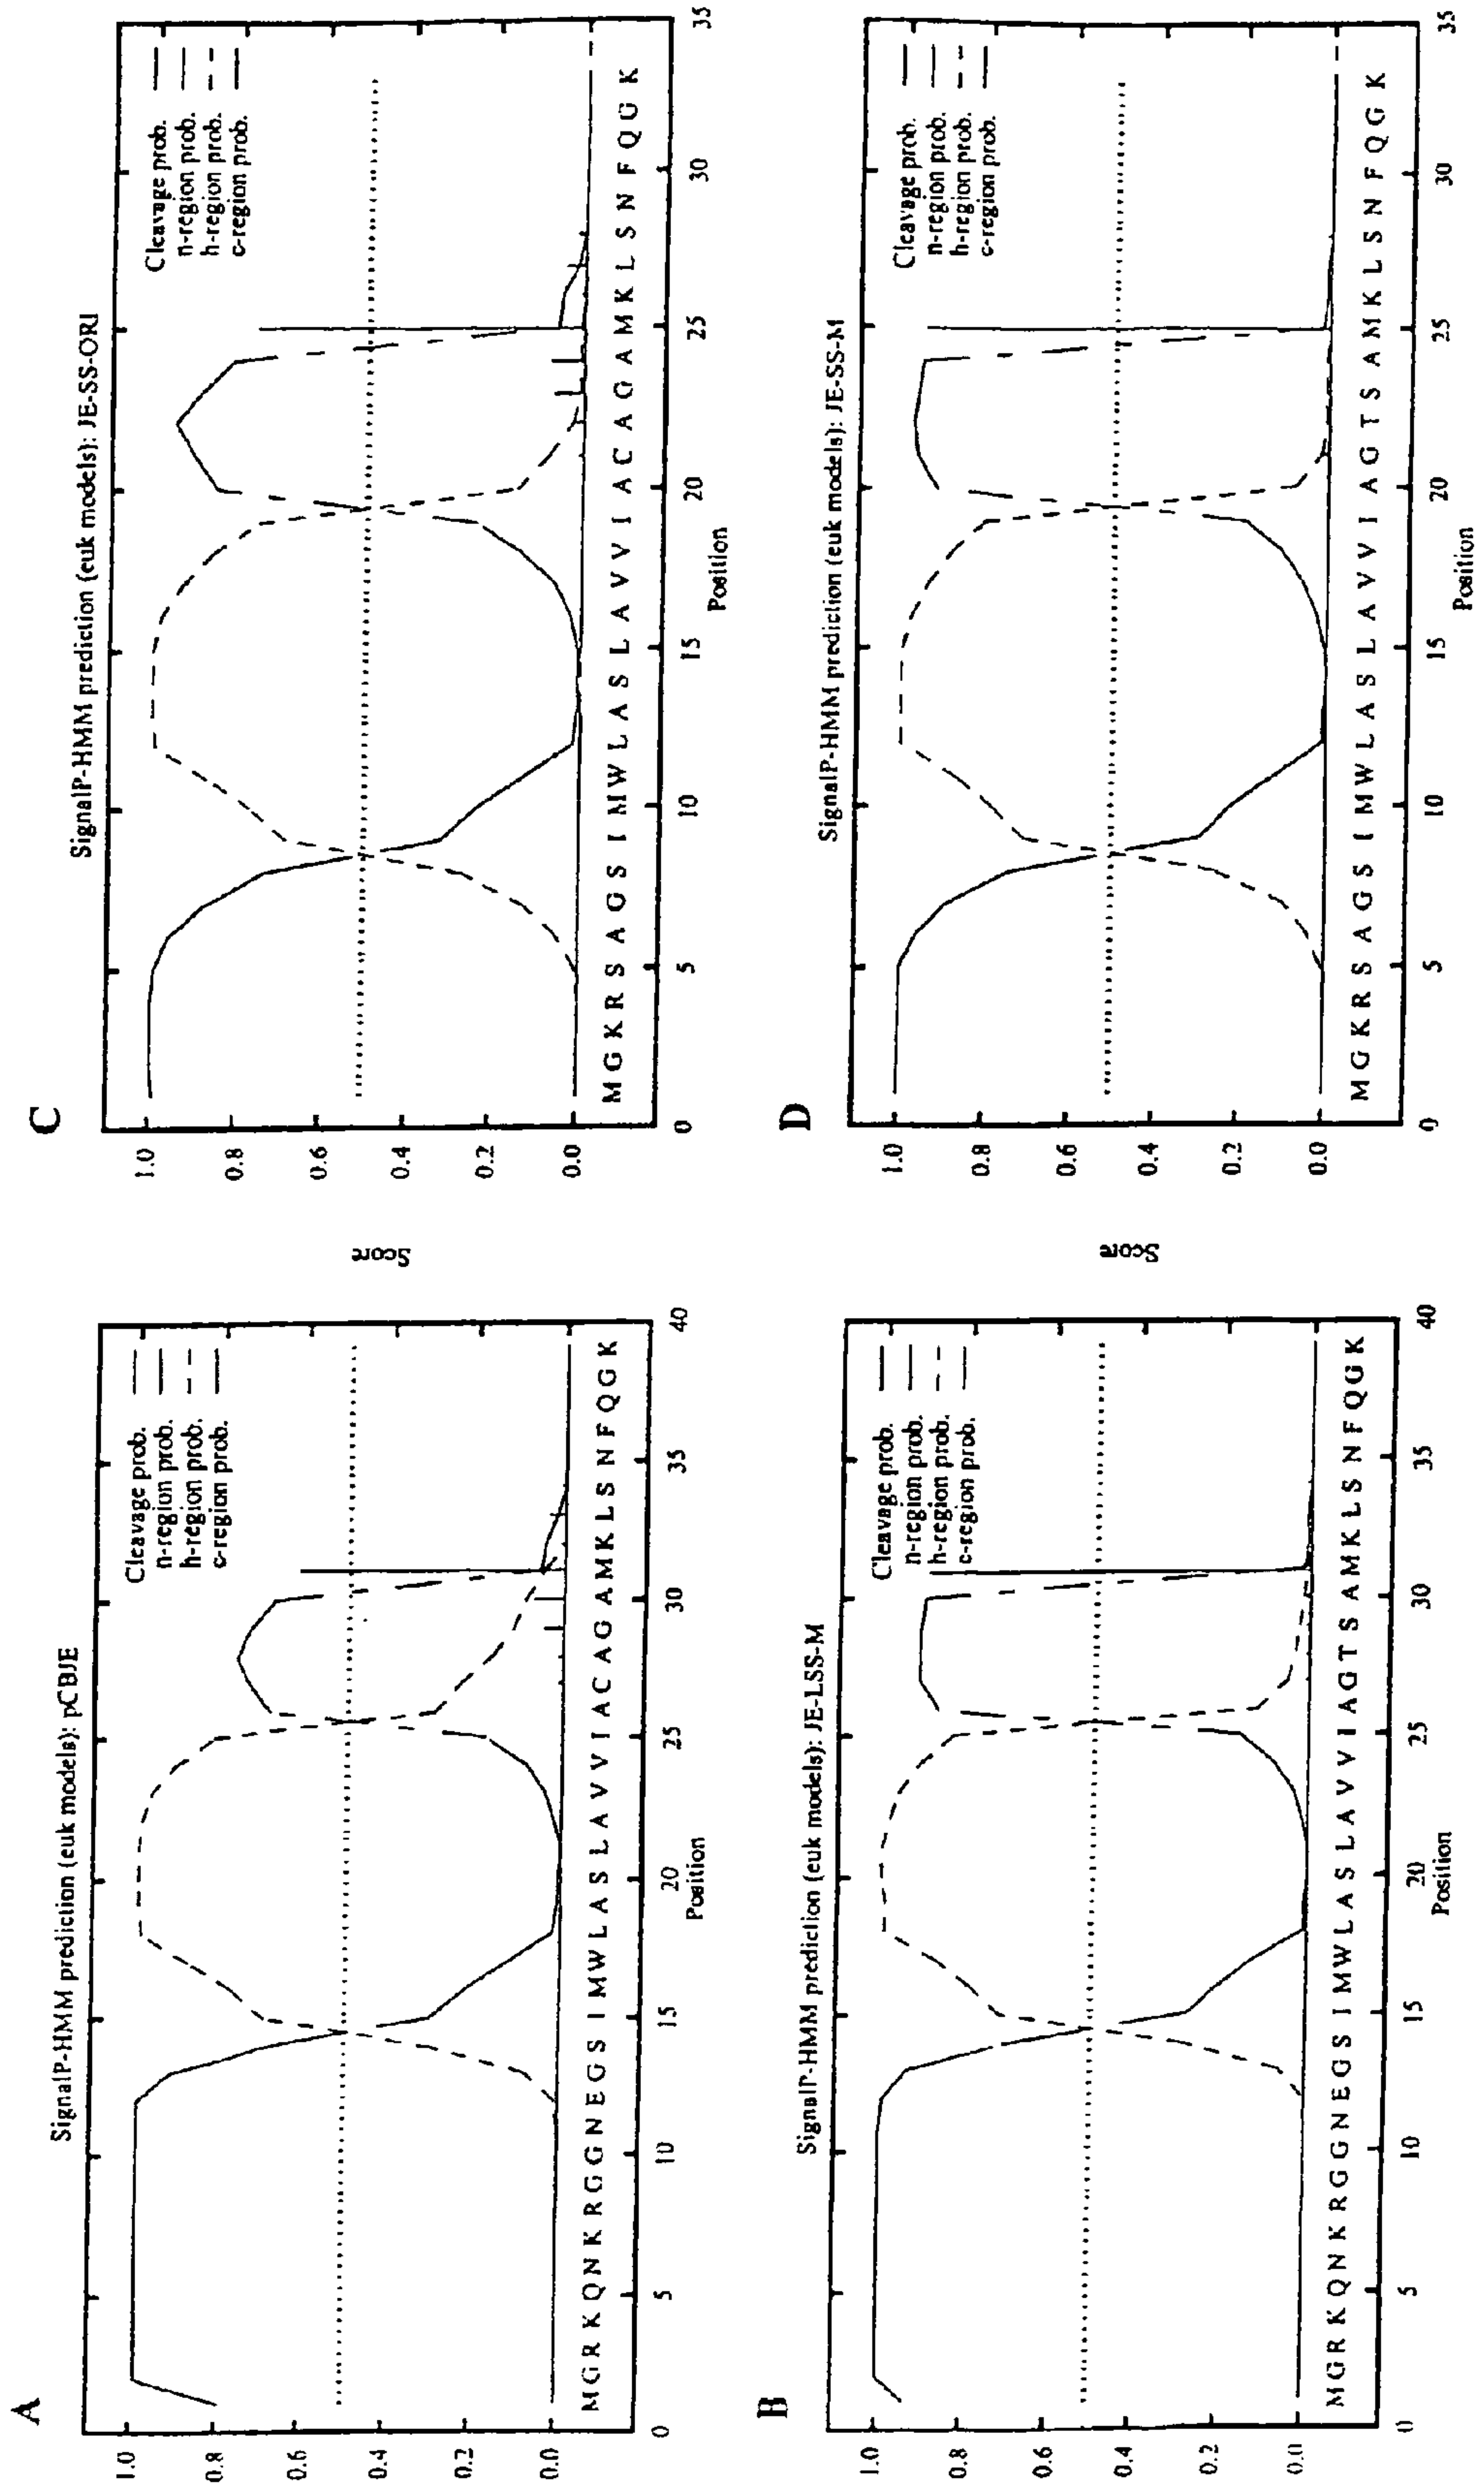 A
SignalP-HMM prediction (euk models): pCBJE
Cleavage prob.
n-region prob.
h-region prob.
c-region prob.
1.0
0.8
0.6
0.4
0.2
0.0
M G R K Q N K R G G N E G S I M W L A S L A V V I A C A G A M K L S N F Q G K
0 5 10 15 20 25 30 35 40
Position
B
SignalP-HMM prediction (euk models): JE-LSS-M
Cleavage prob.
n-region prob.
h-region prob.
c-region prob.
1.0
0.8
0.6
0.4
0.2
0.0
M G R K Q N K R G G N E G S I M W L A S L A V V I A G T S A M K L S N F Q G K
0 5 10 15 20 25 30 35 40
Position
C
SignalP-HMM prediction (euk models): JE-SS-ORI
Cleavage prob.
n-region prob.
h-region prob.
c-region prob.
Score
1.0
0.8
0.6
0.4
0.2
0.0
M G K R S A G S I M W L A S L A V V I A C A G A M K L S N F Q G K
0 5 10 15 20 25 30 35
Position
D
SignalP-HMM prediction (euk models): JE-SS-M
Cleavage prob.
n-region prob.
h-region prob.
c-region prob.
Score
1.0
0.8
0.6
0.4
0.2
0.0
M G K R S A G S I M W L A S L A V V I A G T S A M K L S N F Q G K
0 5 10 15 20 25 30 35
Position